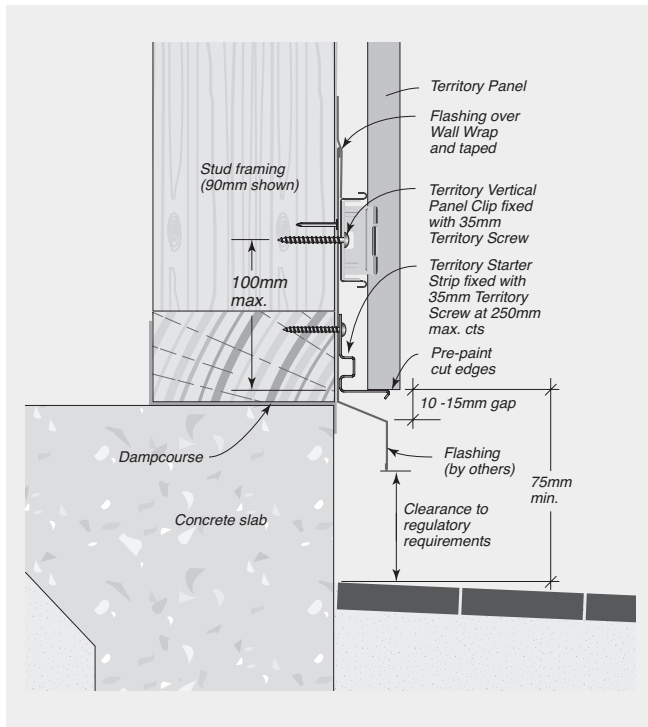 Territory Panel
Flashing over
Wall Wrap
and taped
Stud framing
(90mm shown)
Territory Vertical
Panel Clip fixed
with 35mm
Territory Screw
100mm
max.
Territory Starter
Strip fixed with
35mm Territory
Screw at 250mm
max. cts
Pre-paint
cut edges
10 -15mm gap
Dampcourse
Flashing
(by others)
75mm
min.
Concrete slab
Clearance to
regulatory
requirements